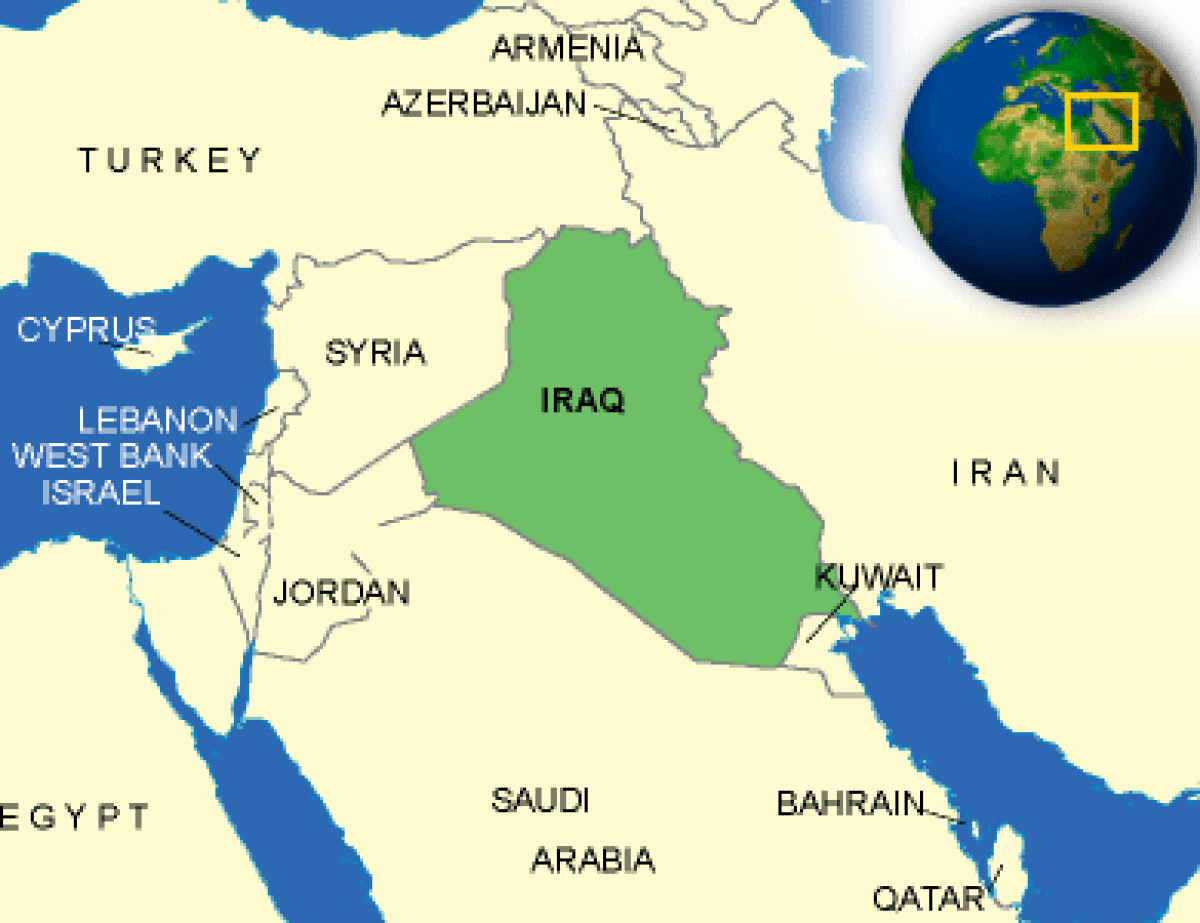 ARMENIA
AZERBAIJAN
TURKEY
CYPRUS
SYRIA
IRAQ
LEBANON
WEST BANK
ISRAEL
IRAN
KUWAIT
JORDAN
SAUDI
ARABIA
BAHRAIN
EGYPT
QATAR